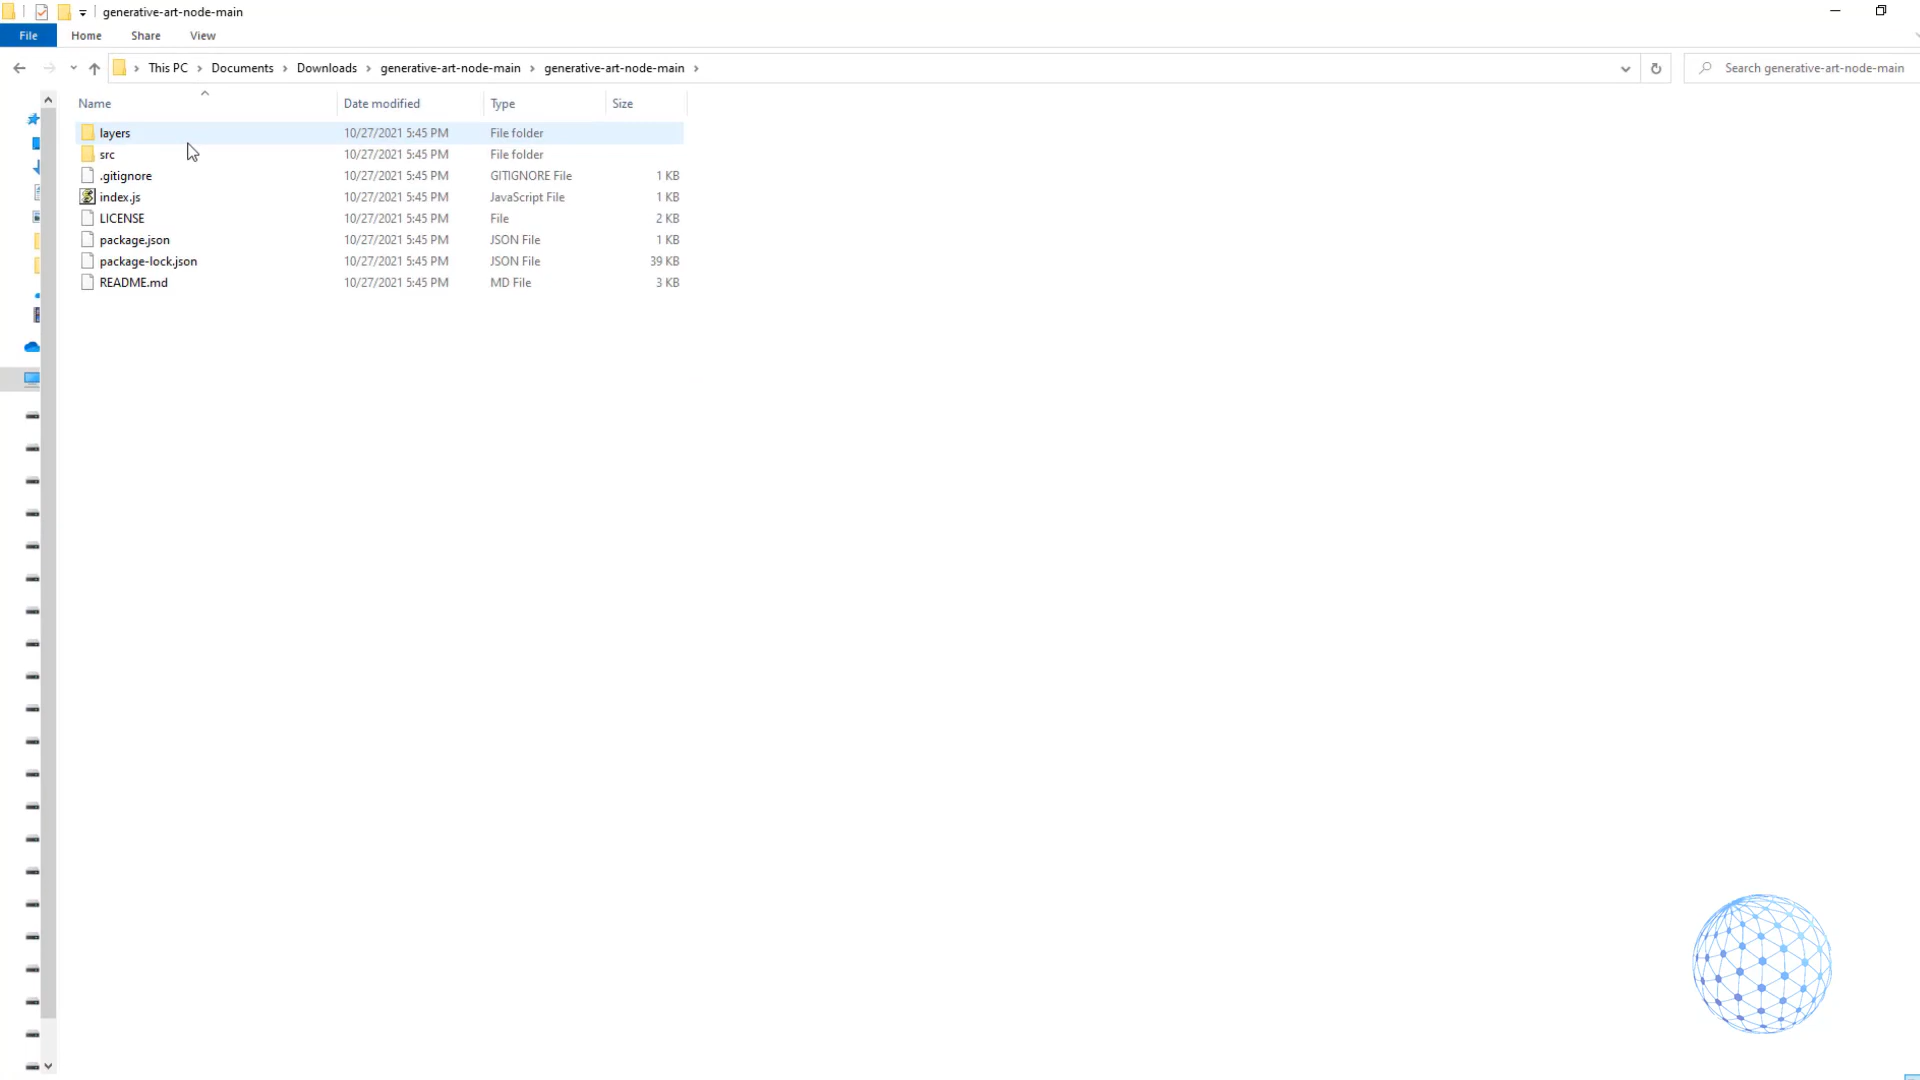 generative-art-node-main
File Home Share View
This PC Documents Downloads generative-art-node-main generative-art-node-main Search generative-art-node-main
Name Date modified Type Size
layers 10/27/2021 5:45 PM File folder
src 10/27/2021 5:45 PM File folder
.gitignore 10/27/2021 5:45 PM GITIGNORE File 1 KB
index.js 10/27/2021 5:45 PM JavaScript File 1 KB
LICENSE 10/27/2021 5:45 PM File 2 KB
package.json 10/27/2021 5:45 PM JSON File 1 KB
package-lock.json 10/27/2021 5:45 PM JSON File 39 KB
README.md 10/27/2021 5:45 PM MD File 3 KB